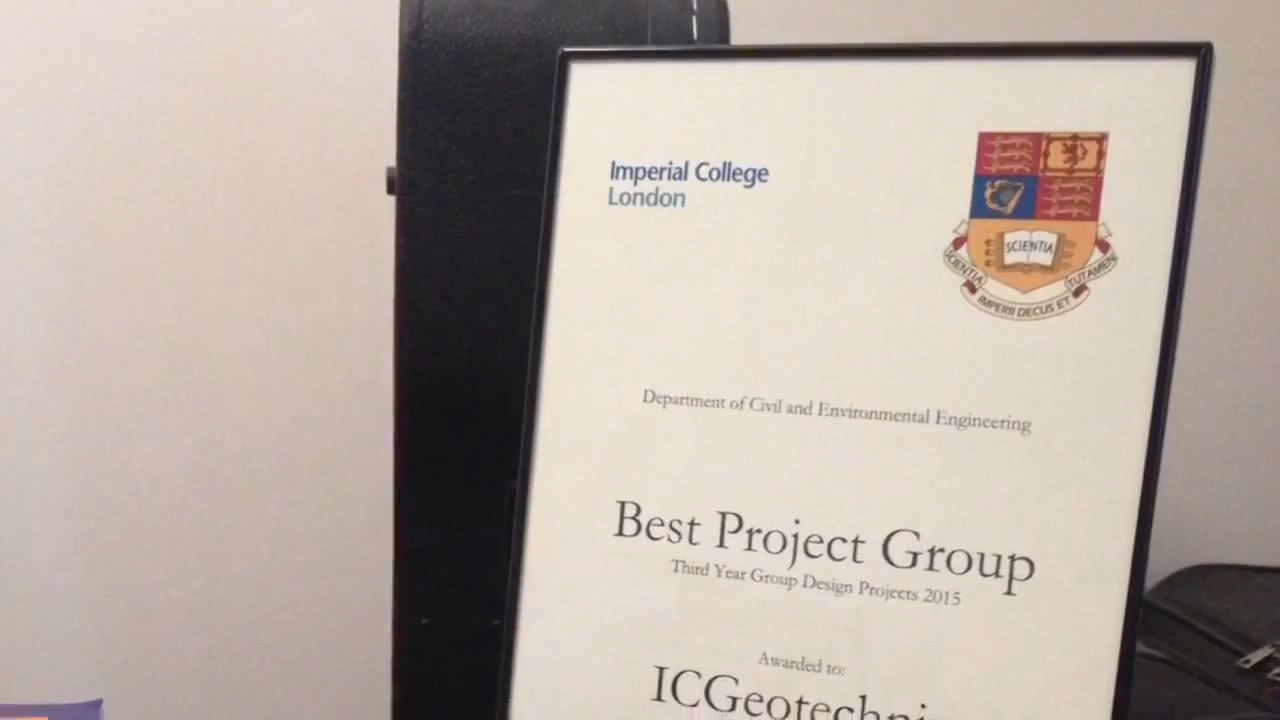 Imperial College
London
SCIENTIA
SCIENTIA
IMPERII DECUS ET
TUTAMEN
Department of Civil and Environmental Engineering
Best Project Group
Third Year Group Design Projects 2015
Awarded to: